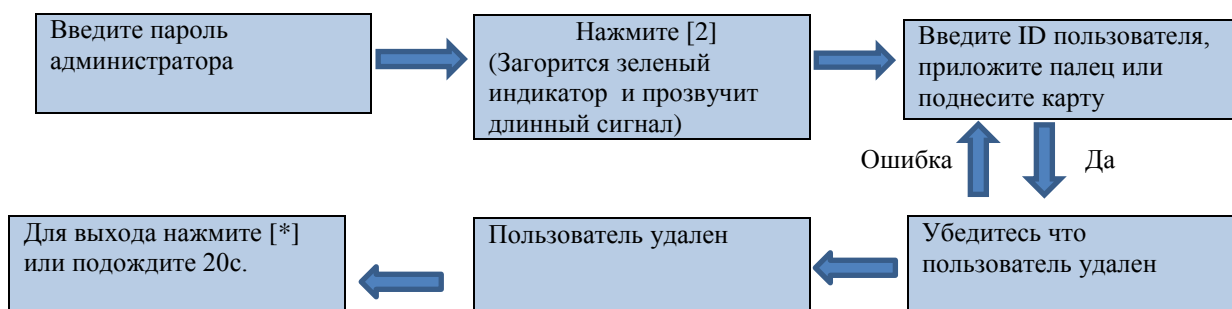 Введите пароль
администратора
Нажмите [2]
(Загорится зеленый
индикатор и прозвучит
длинный сигнал)
Введите ID пользователя,
приложите палец или
поднесите карту
Ошибка
Да
Убедитесь что
пользователь удален
Пользователь удален
Для выхода нажмите [*]
или подождите 20с.